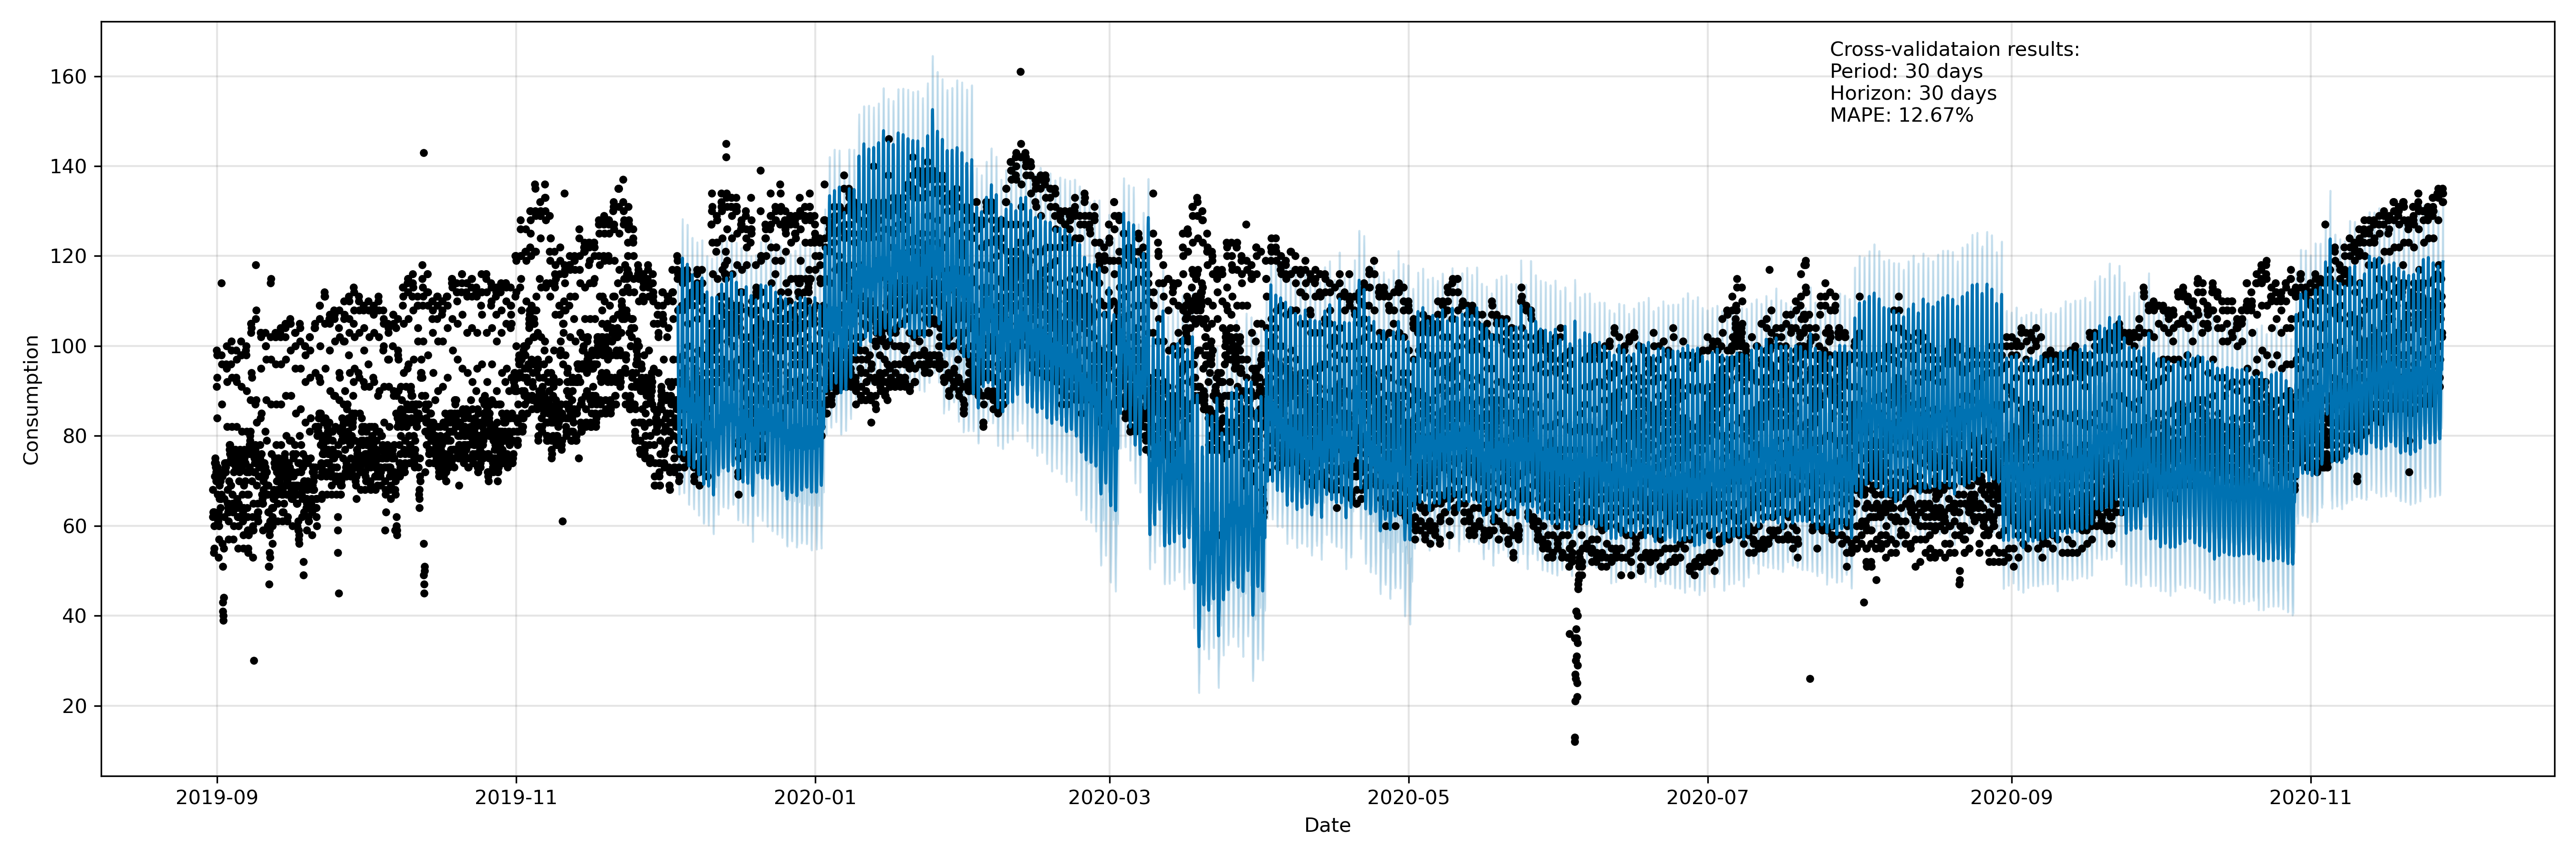 Cross-validataion results:
Period: 30 days
Horizon: 30 days
MAPE: 12.67%
160
140
120
100
80
60
40
20
Consumption
2019-09 2019-11 2020-01 2020-03 2020-05 2020-07 2020-09 2020-11
Date